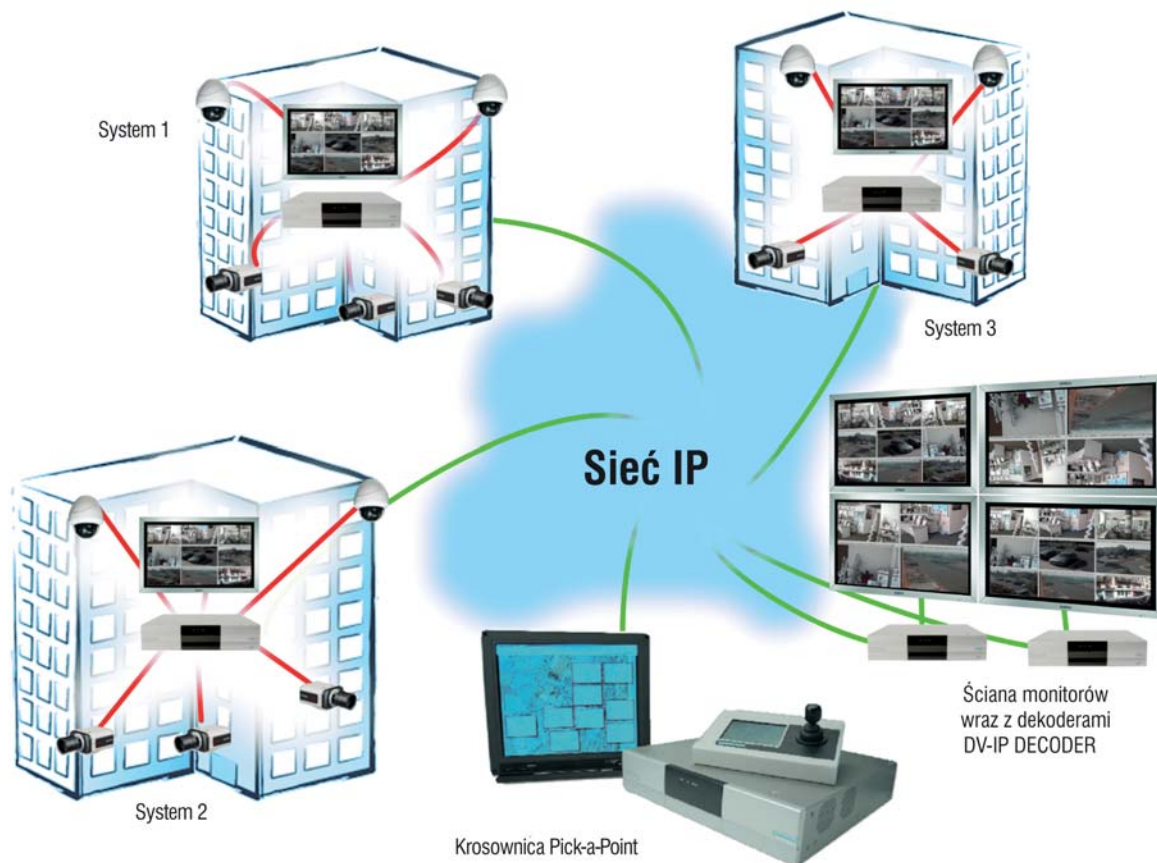 System 1
System 3
Sieć IP
System 2
Ściana monitorów
wraz z dekoderami
DV-IP DECODER
Krosownica Pick-a-Point